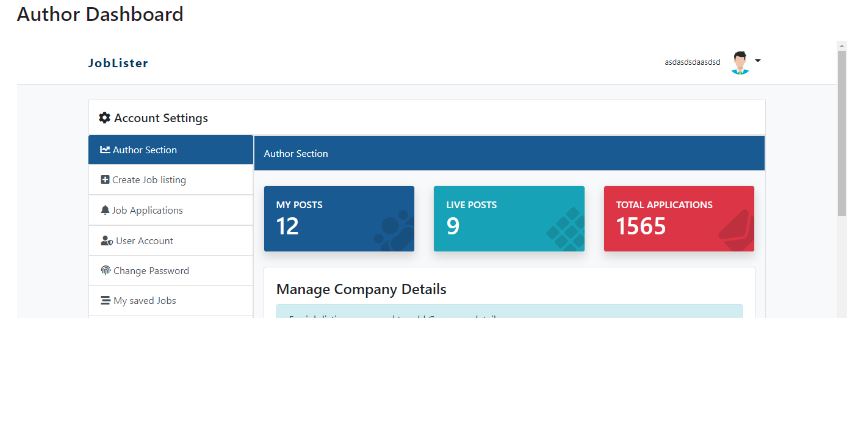 Author Dashboard
JobLister
asdasdsdaasdsd
Account Settings
Author Section
Create Job listing
Job Applications
User Account
Change Password
My saved Jobs
Author Section
MY POSTS
12
LIVE POSTS
9
TOTAL APPLICATIONS
1565
Manage Company Details